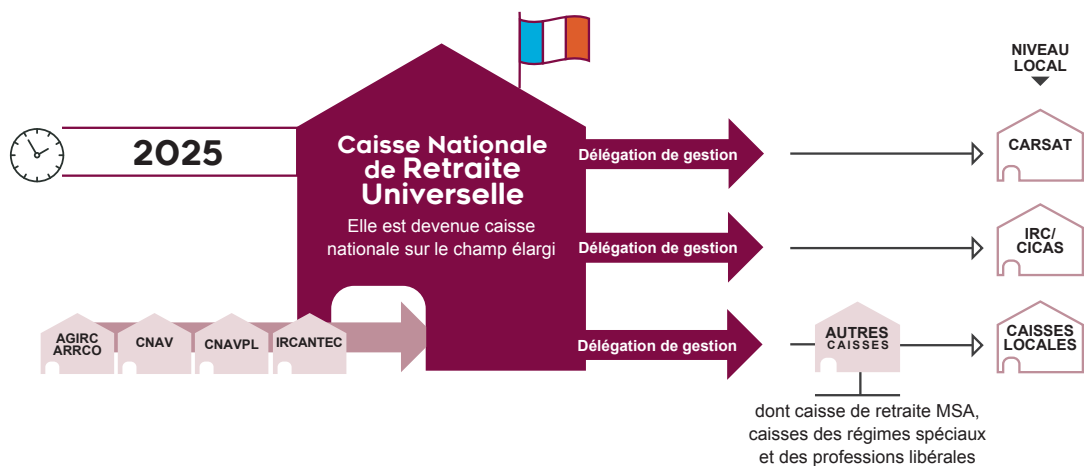 2025
Caisse Nationale
de Retraite
Universelle
Elle est devenue caisse
nationale sur le champ élargi
AGIRC
ARRCO
CNAV
CNAVPL
IRCANTEC
Délégation de gestion
Délégation de gestion
Délégation de gestion
NIVEAU
LOCAL
CARSAT
IRC/
CICAS
AUTRES
CAISSES
CAISSES
LOCALES
dont caisse de retraite MSA,
caisses des régimes spéciaux
et des professions libérales